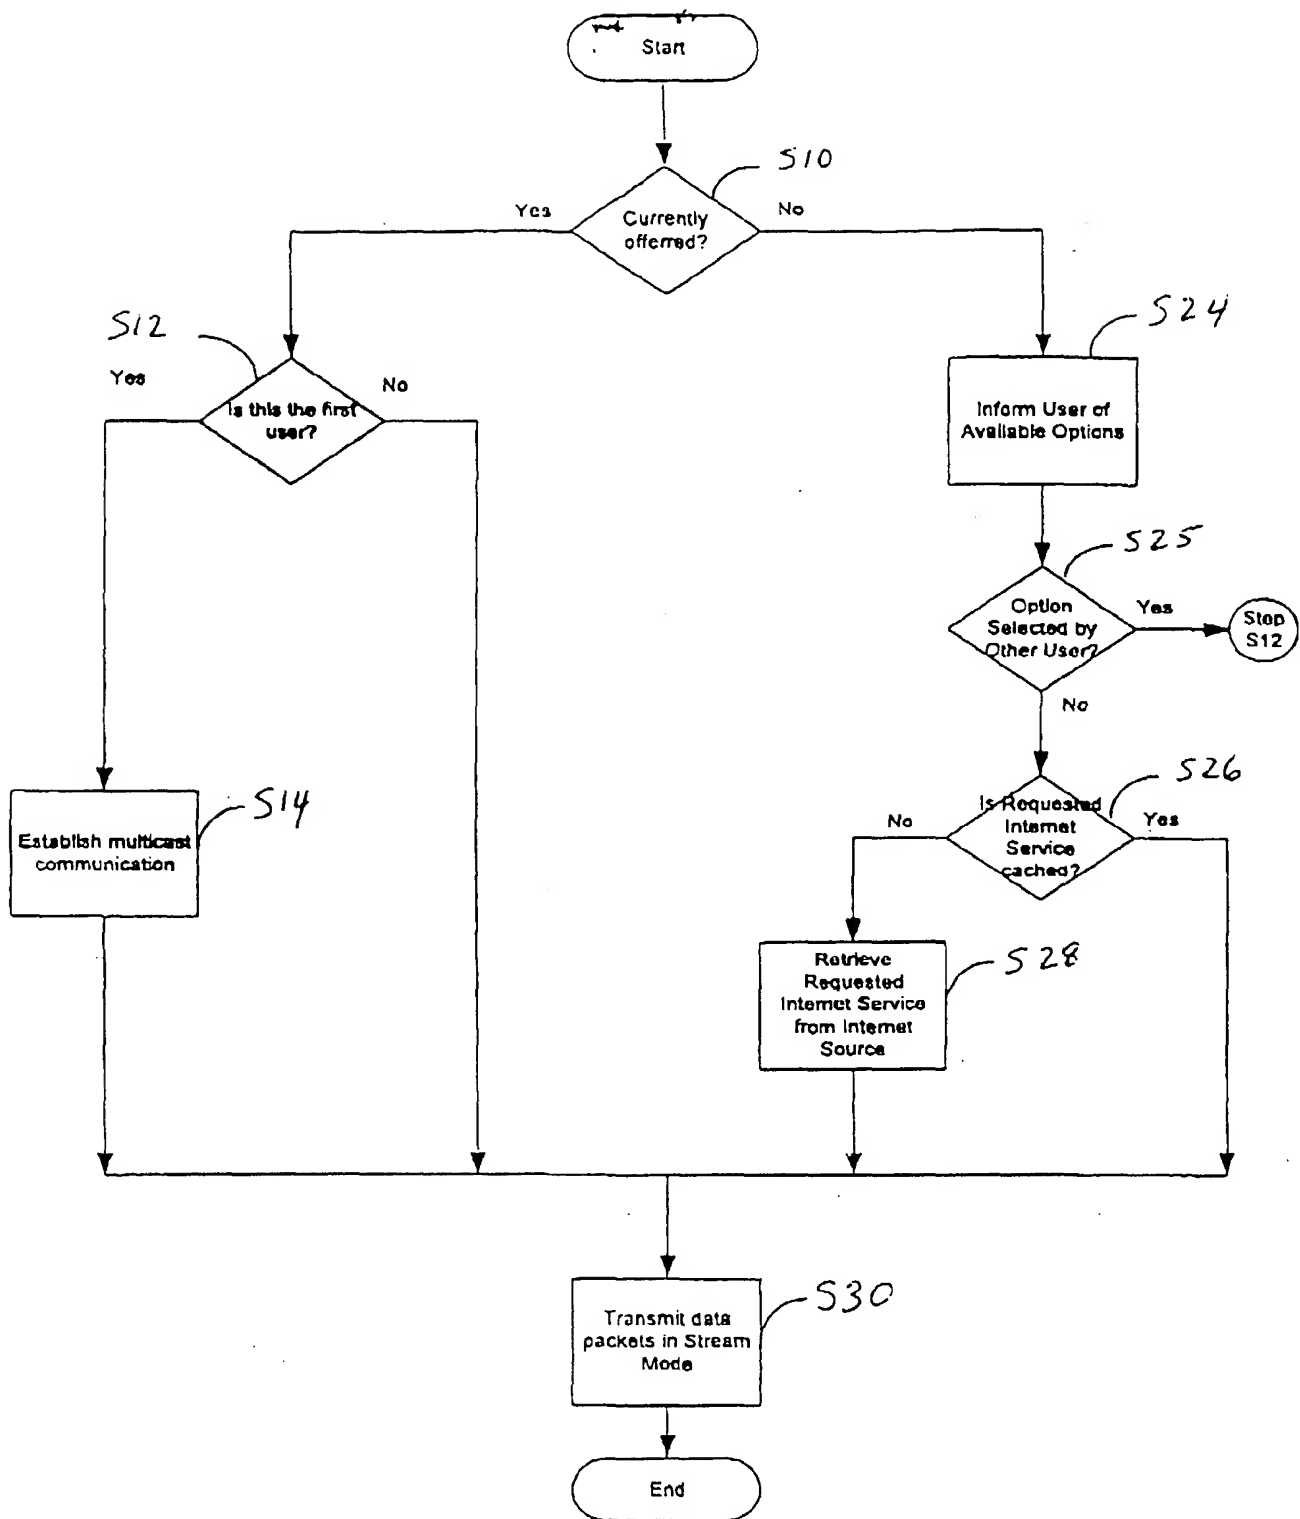 Start
S10
Yes
No
Currently
offerred?
S12
S24
Yes
No
Is this the first
user?
Inform User of
Available Options
S25
Option
Selected by
Other User?
Yes
Step
S12
No
S26
Is Requested
Internet
Service
cached?
No
Yes
S14
Establish multicast
communication
Retrieve
Requested
Internet Service
from Internet
Source
S28
S30
Transmit data
packets in Stream
Mode
End